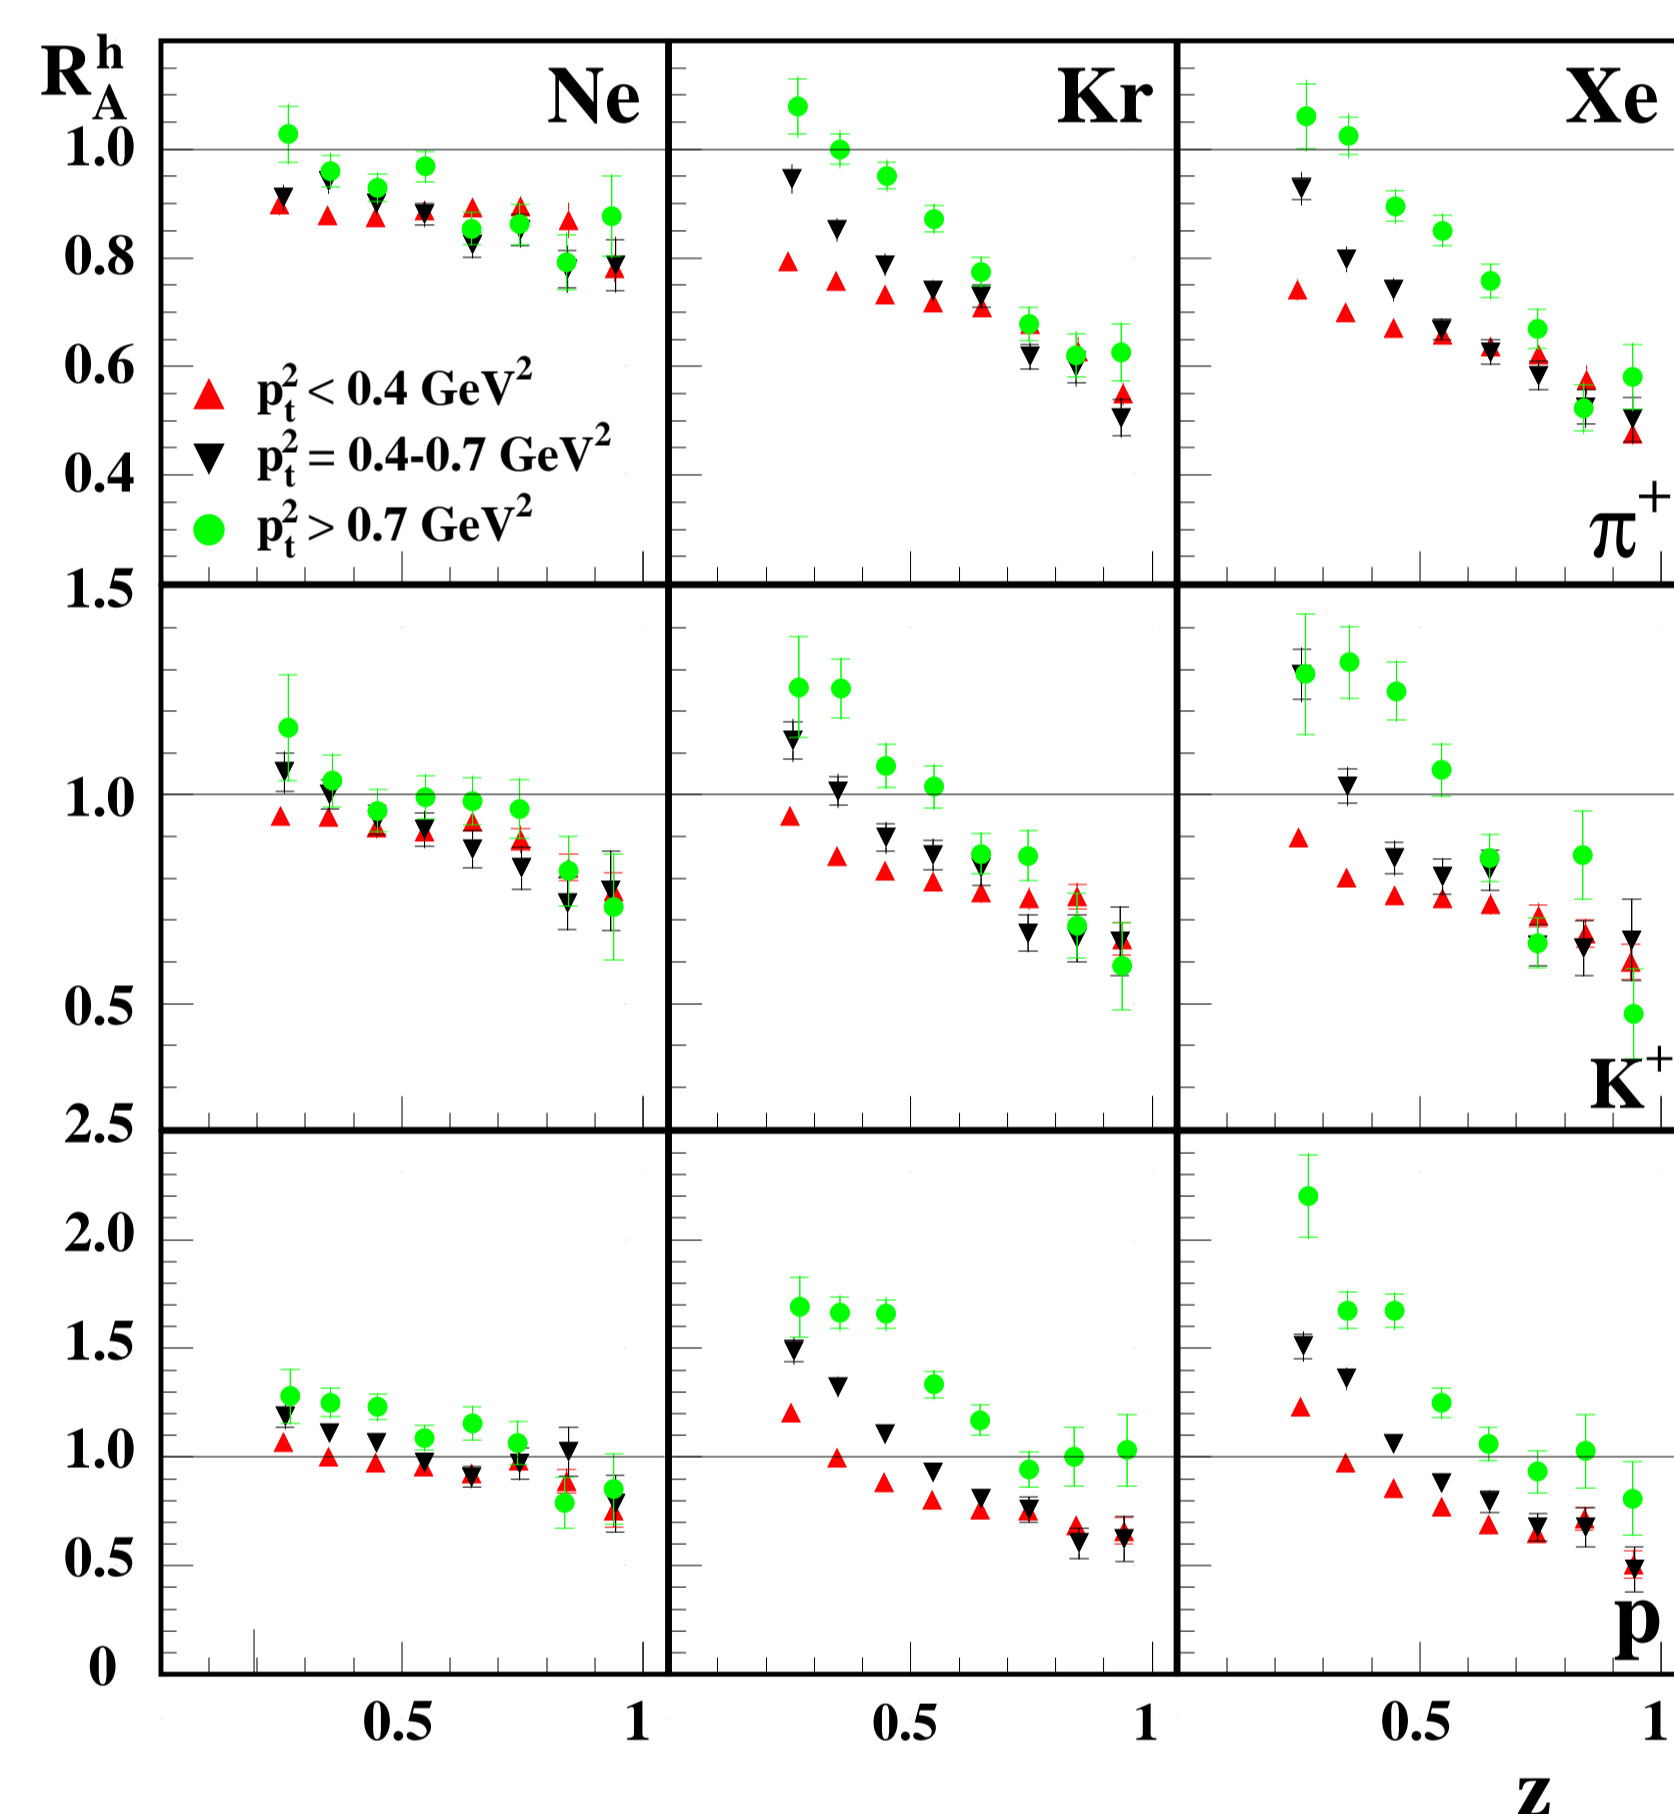 R_A^h
Ne
Kr
Xe
1.0
0.8
0.6
0.4
p_t^2 < 0.4 GeV^2
p_t^2 = 0.4-0.7 GeV^2
p_t^2 > 0.7 GeV^2
π^+
1.5
1.0
0.5
K^+
2.5
2.0
1.5
1.0
0.5
0
p
0.5 1 0.5 1 0.5 1
z